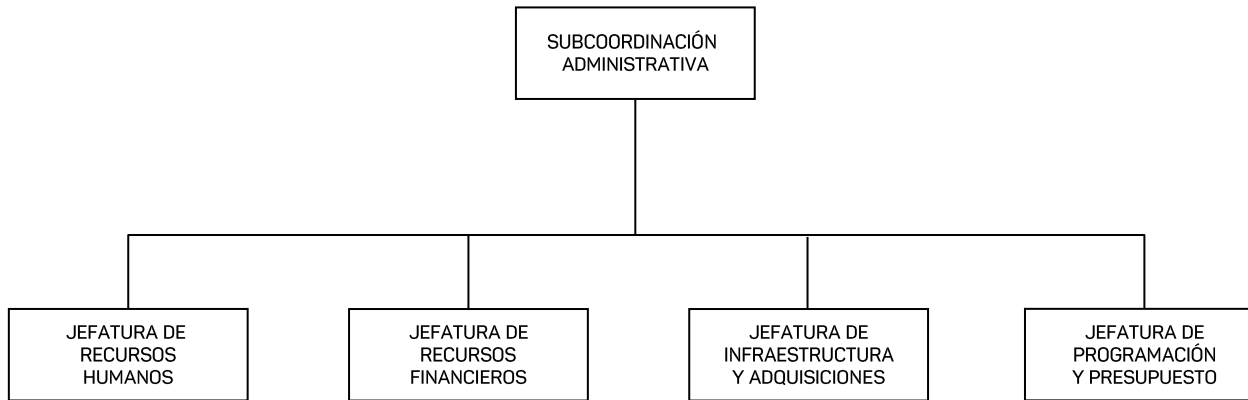 SUBCOORDINACIÓN
ADMINISTRATIVA
JEFATURA DE
RECURSOS
HUMANOS
JEFATURA DE
RECURSOS
FINANCIEROS
JEFATURA DE
INFRAESTRUCTURA
Y ADQUISICIONES
JEFATURA DE
PROGRAMACIÓN
Y PRESUPUESTO